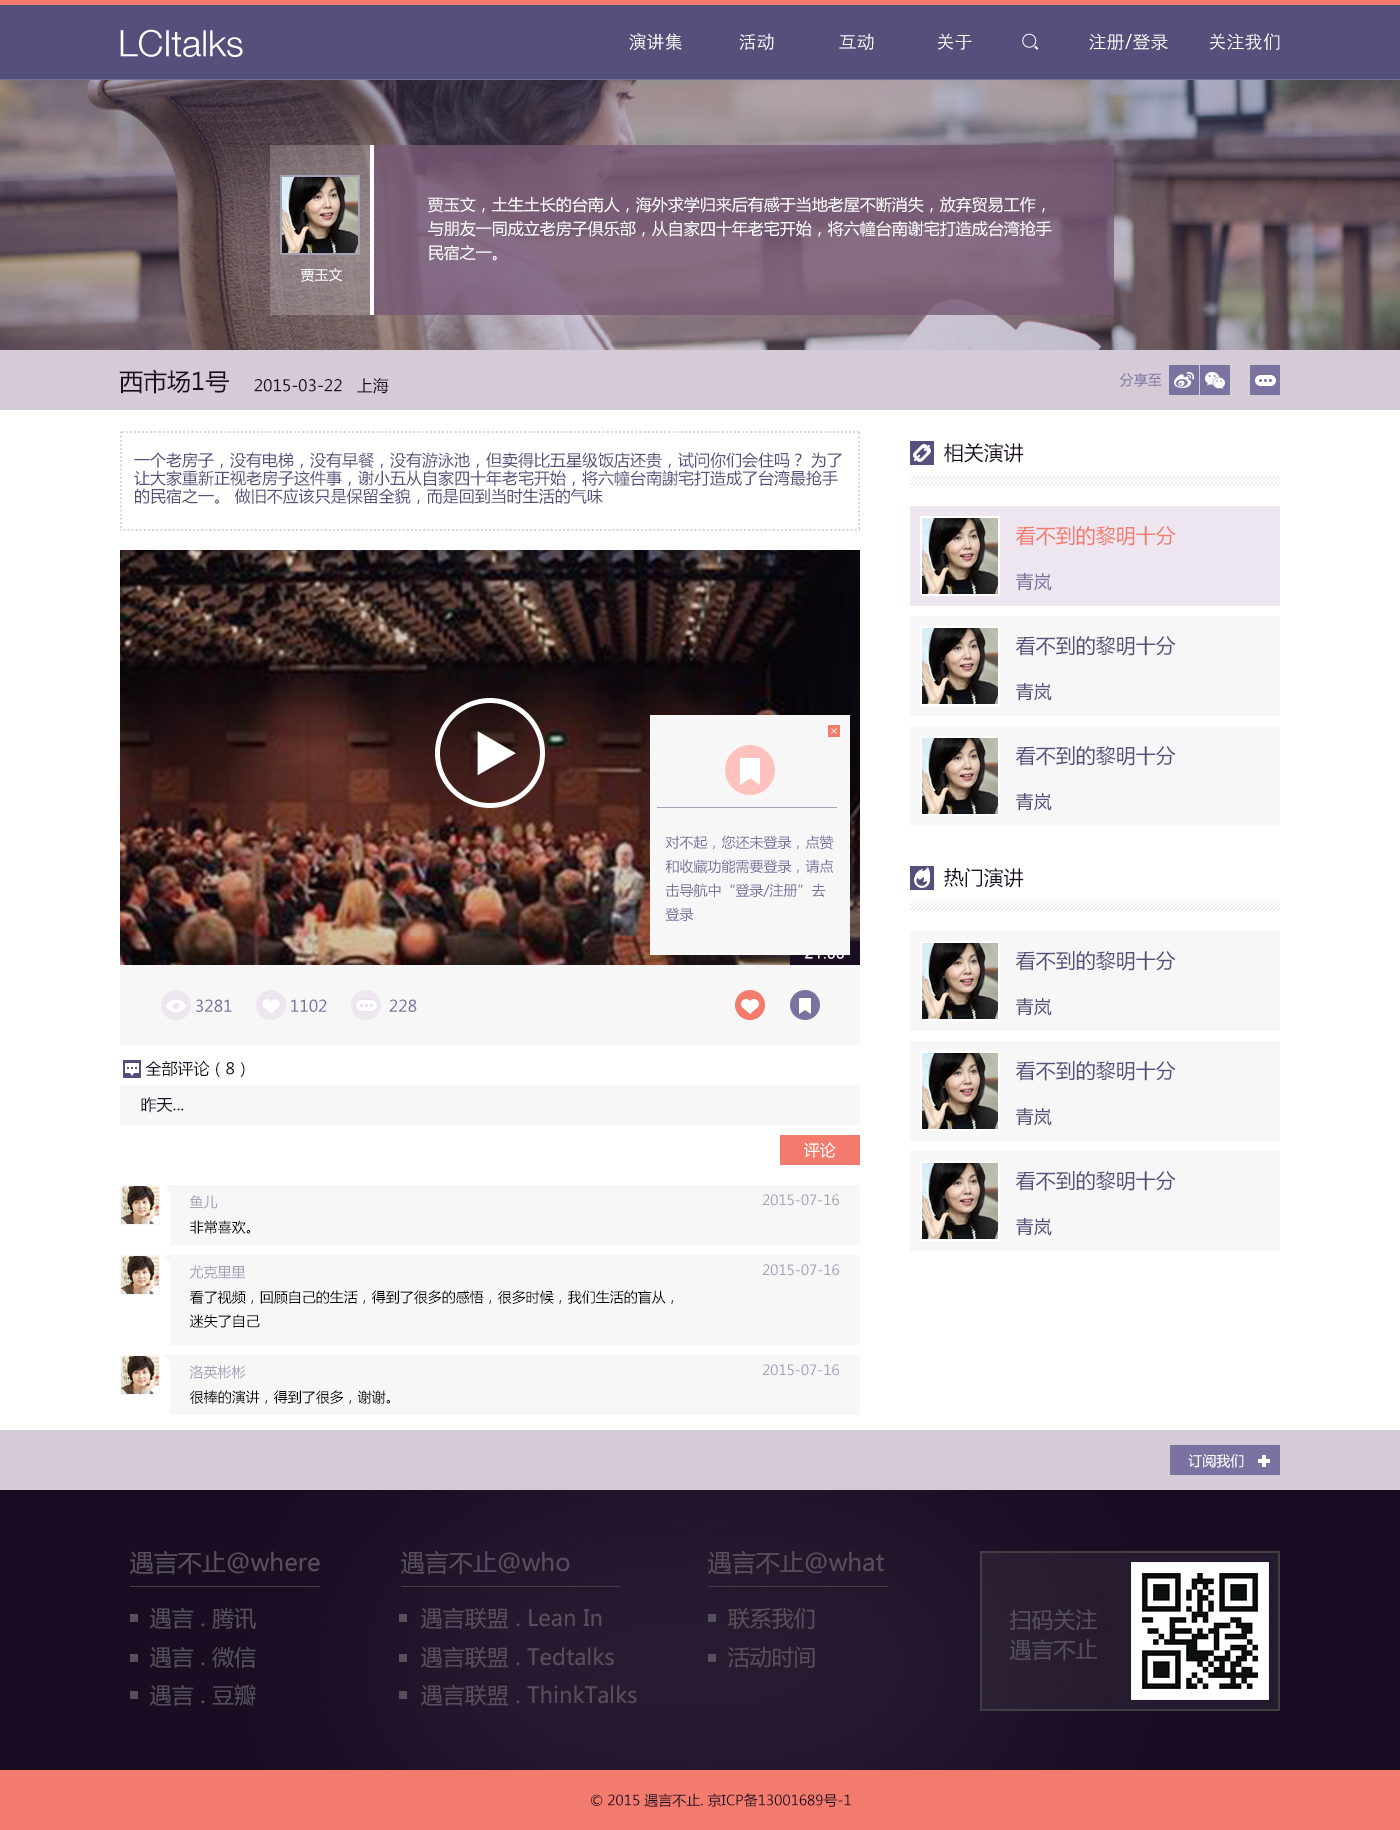 LCItalks
演讲集 活动 互动 关于 注册/登录 关注我们
贾玉文，土生土长的台南人，海外求学归来后有感于当地老屋不断消失，放弃贸易工作，
与朋友一同成立老房子俱乐部，从自家四十年老宅开始，将六幢台南谢宅打造成台湾抢手
民宿之一。
贾玉文
西市场1号 2015-03-22 上海
分享至
一个老房子，没有电梯，没有早餐，没有游泳池，但卖得比五星级饭店还贵，试问你们会住吗？ 为了
让大家重新正视老房子这件事，谢小五从自家四十年老宅开始，将六幢台南謝宅打造成了台湾最抢手
的民宿之一。 做旧不应该只是保留全貌，而是回到当时生活的气味
对不起，您还未登录，点赞
和收藏功能需要登录，请点
击导航中“登录/注册”去
登录
3281 1102 228
全部评论（8）
昨天...
评论
鱼儿 2015-07-16
非常喜欢。
尤克里里 2015-07-16
看了视频，回顾自己的生活，得到了很多的感悟，很多时候，我们生活的盲从，
迷失了自己
洛英彬彬 2015-07-16
很棒的演讲，得到了很多，谢谢。
相关演讲
看不到的黎明十分
青岚
看不到的黎明十分
青岚
看不到的黎明十分
青岚
热门演讲
看不到的黎明十分
青岚
看不到的黎明十分
青岚
看不到的黎明十分
青岚
订阅我们
遇言不止@where
遇言 . 腾讯
遇言 . 微信
遇言 . 豆瓣
遇言不止@who
遇言联盟 . Lean In
遇言联盟 . Tedtalks
遇言联盟 . ThinkTalks
遇言不止@what
联系我们
活动时间
扫码关注
遇言不止
© 2015 遇言不止. 京ICP备13001689号-1